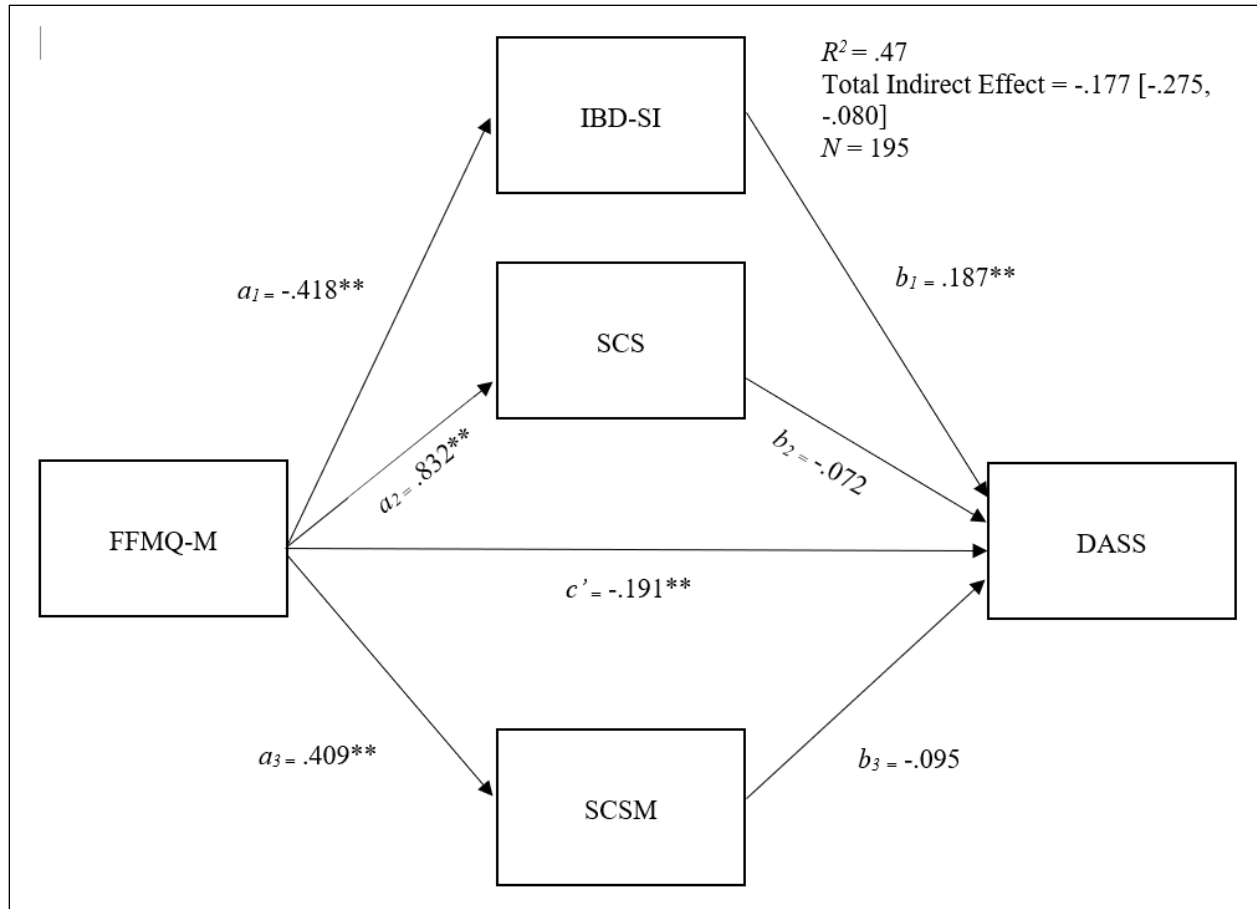 R² = .47
Total Indirect Effect = -.177 [-.275,
-.080]
N = 195
IBD-SI
a₁ = -.418**
b₁ = .187**
SCS
a₂ = .832**
b₂ = -.072
FFMQ-M
DASS
c’ = -.191**
a₃ = .409**
b₃ = -.095
SCSM